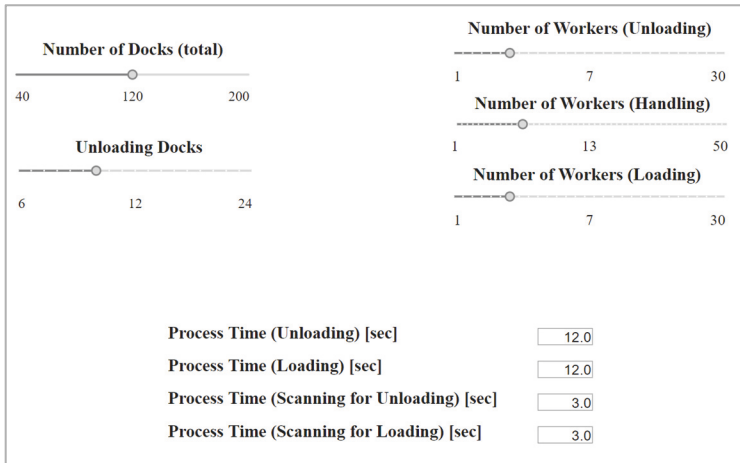 Number of Docks (total)
40 120 200
Unloading Docks
6 12 24
Number of Workers (Unloading)
1 7 30
Number of Workers (Handling)
1 13 50
Number of Workers (Loading)
1 7 30
Process Time (Unloading) [sec] 12.0
Process Time (Loading) [sec] 12.0
Process Time (Scanning for Unloading) [sec] 3.0
Process Time (Scanning for Loading) [sec] 3.0